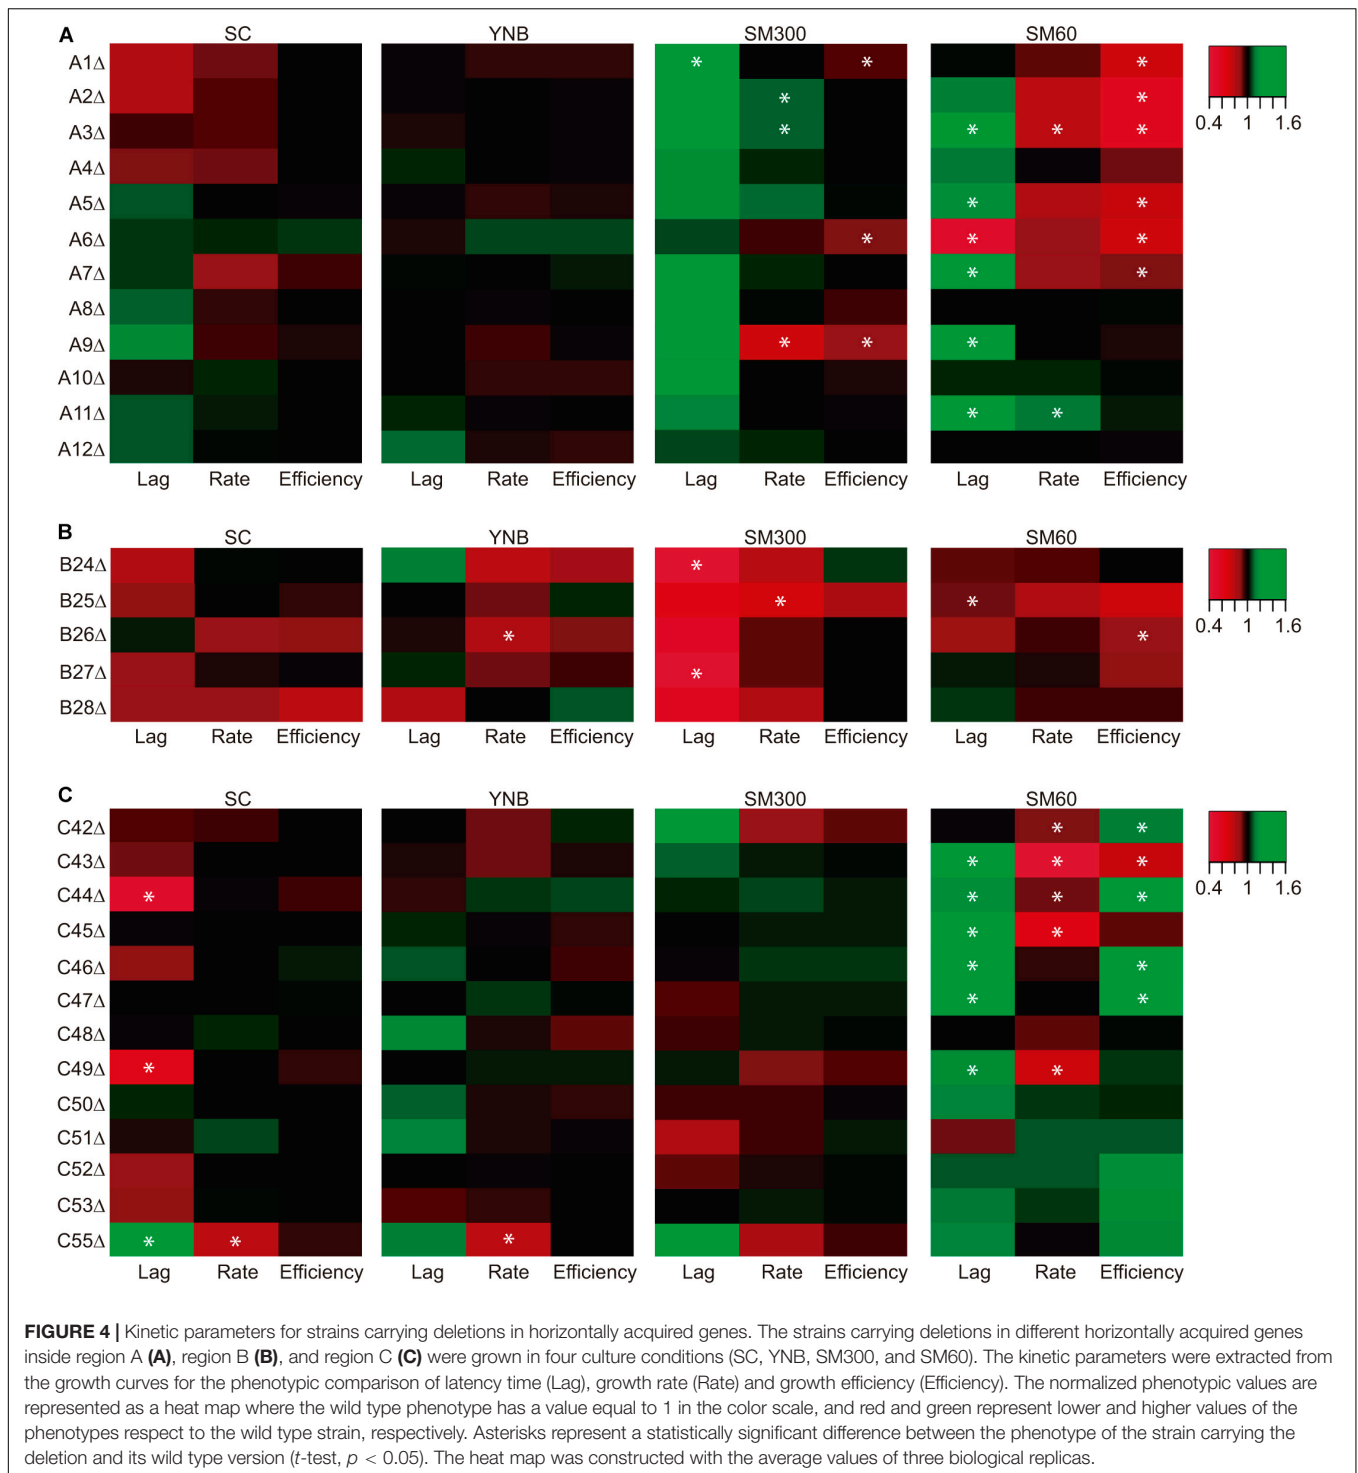 A
SC YNB SM300 SM60
A1Δ * * *
A2Δ * *
A3Δ * * * *
A4Δ
A5Δ * *
A6Δ * * *
A7Δ * *
A8Δ
A9Δ * * *
A10Δ
A11Δ * *
A12Δ
0.4 1 1.6
Lag Rate Efficiency Lag Rate Efficiency Lag Rate Efficiency Lag Rate Efficiency
B
SC YNB SM300 SM60
B24Δ *
B25Δ * *
B26Δ * *
B27Δ *
B28Δ
0.4 1 1.6
Lag Rate Efficiency Lag Rate Efficiency Lag Rate Efficiency Lag Rate Efficiency
C
SC YNB SM300 SM60
C42Δ * *
C43Δ * * *
C44Δ * * * *
C45Δ * *
C46Δ * *
C47Δ * *
C48Δ
C49Δ * * *
C50Δ
C51Δ
C52Δ
C53Δ
C55Δ * * *
0.4 1 1.6
Lag Rate Efficiency Lag Rate Efficiency Lag Rate Efficiency Lag Rate Efficiency
FIGURE 4 | Kinetic parameters for strains carrying deletions in horizontally acquired genes. The strains carrying deletions in different horizontally acquired genes
inside region A (A), region B (B), and region C (C) were grown in four culture conditions (SC, YNB, SM300, and SM60). The kinetic parameters were extracted from
the growth curves for the phenotypic comparison of latency time (Lag), growth rate (Rate) and growth efficiency (Efficiency). The normalized phenotypic values are
represented as a heat map where the wild type phenotype has a value equal to 1 in the color scale, and red and green represent lower and higher values of the
phenotypes respect to the wild type strain, respectively. Asterisks represent a statistically significant difference between the phenotype of the strain carrying the
deletion and its wild type version (t-test, p < 0.05). The heat map was constructed with the average values of three biological replicas.